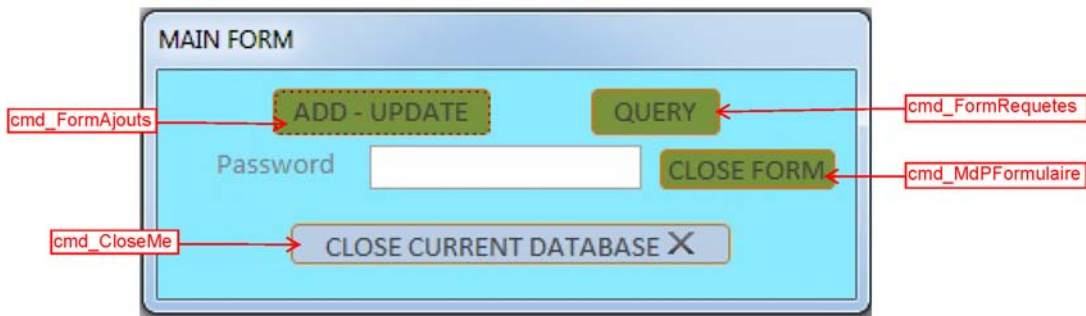 MAIN FORM
cmd_FormAjouts
ADD - UPDATE
QUERY
cmd_FormRequetes
Password
CLOSE FORM
cmd_MdPFormulaire
cmd_CloseMe
CLOSE CURRENT DATABASE X